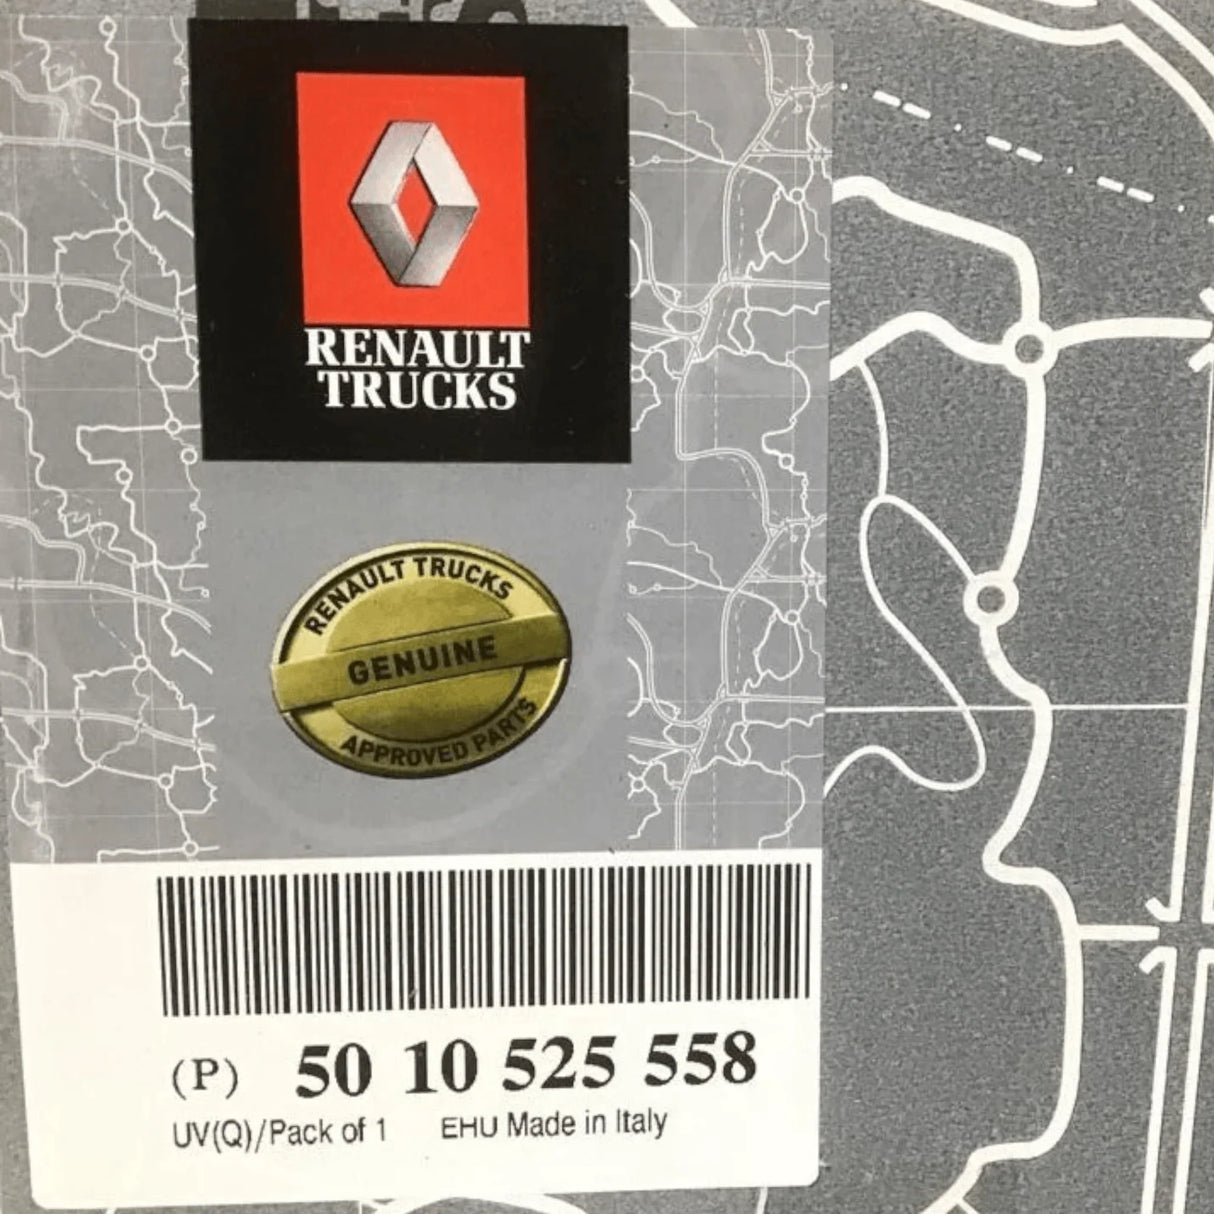 RENAULT
TRUCKS
RENAULT TRUCKS
GENUINE
APPROVED PARTS
(P) 50 10 525 558
UV(Q)/Pack of 1 EHU Made in Italy